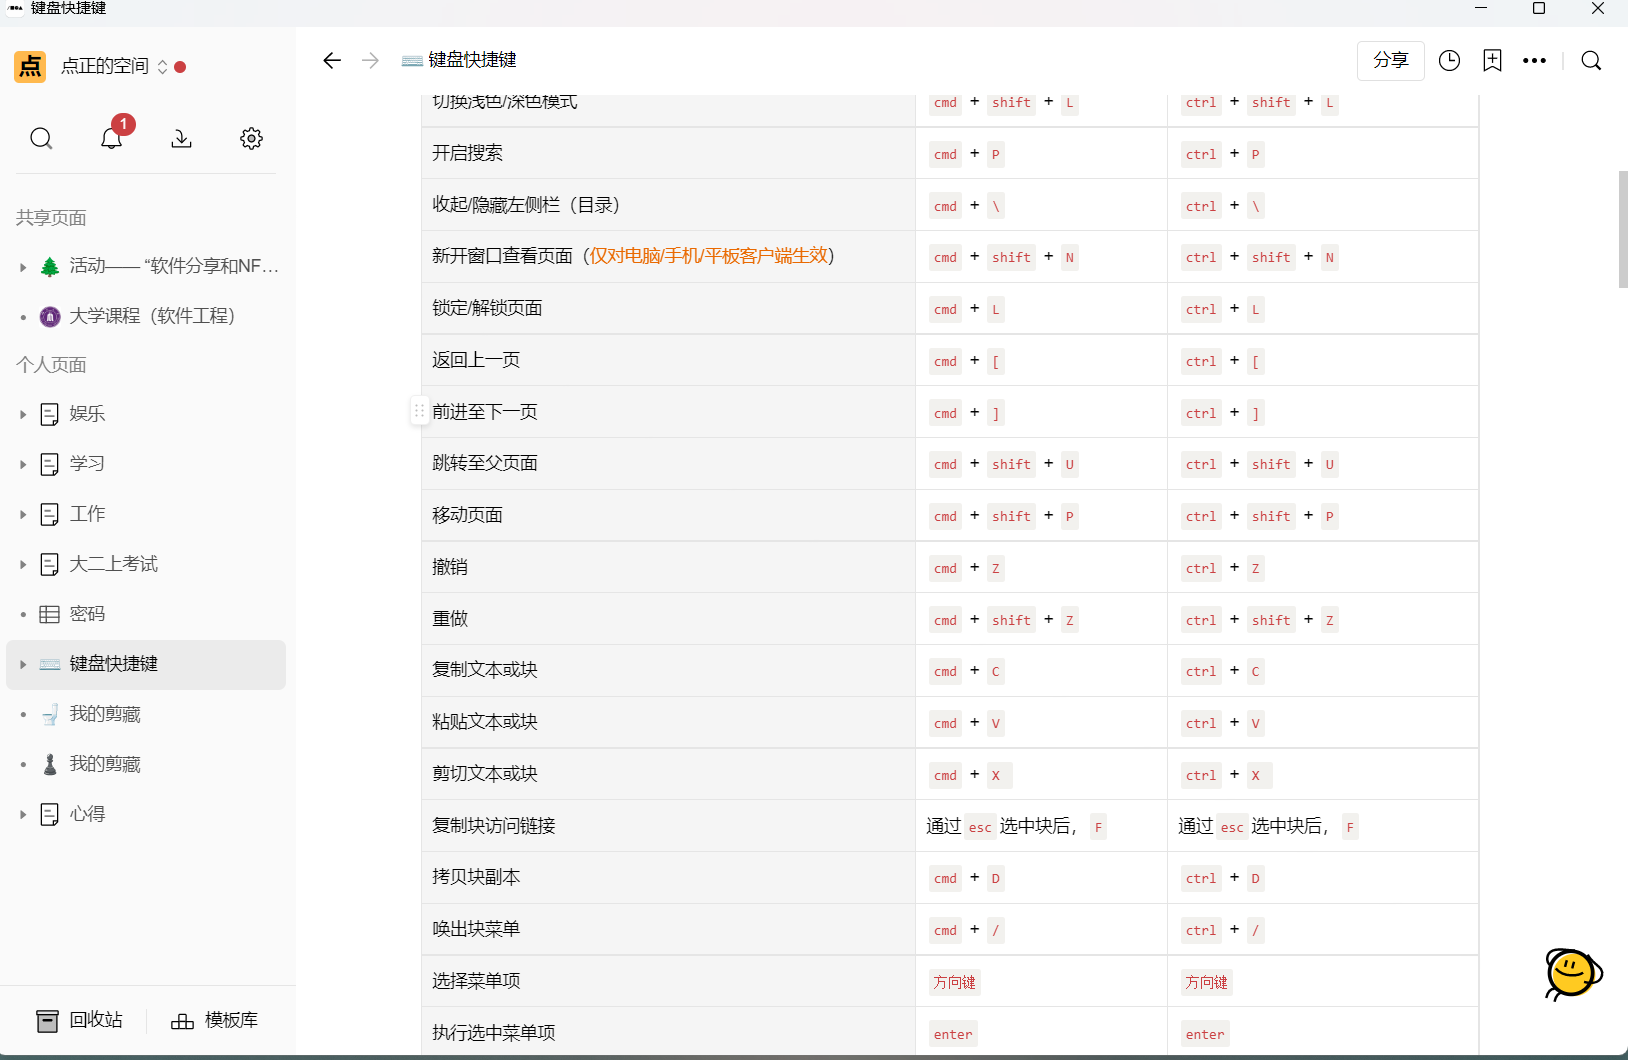 键盘快捷键
点 点正的空间
1
共享页面
活动—— “软件分享和NF...
大学课程（软件工程）
个人页面
娱乐
学习
工作
大二上考试
密码
键盘快捷键
我的剪藏
我的剪藏
心得
回收站 模板库
键盘快捷键 分享
切换浅色/深色模式 cmd + shift + L ctrl + shift + L
开启搜索 cmd + P ctrl + P
收起/隐藏左侧栏（目录） cmd + \ ctrl + \
新开窗口查看页面（仅对电脑/手机/平板客户端生效） cmd + shift + N ctrl + shift + N
锁定/解锁页面 cmd + L ctrl + L
返回上一页 cmd + [ ctrl + [
前进至下一页 cmd + ] ctrl + ]
跳转至父页面 cmd + shift + U ctrl + shift + U
移动页面 cmd + shift + P ctrl + shift + P
撤销 cmd + Z ctrl + Z
重做 cmd + shift + Z ctrl + shift + Z
复制文本或块 cmd + C ctrl + C
粘贴文本或块 cmd + V ctrl + V
剪切文本或块 cmd + X ctrl + X
复制块访问链接 通过 esc 选中块后， F 通过 esc 选中块后， F
拷贝块副本 cmd + D ctrl + D
唤出块菜单 cmd + / ctrl + /
选择菜单项 方向键 方向键
执行选中菜单项 enter enter